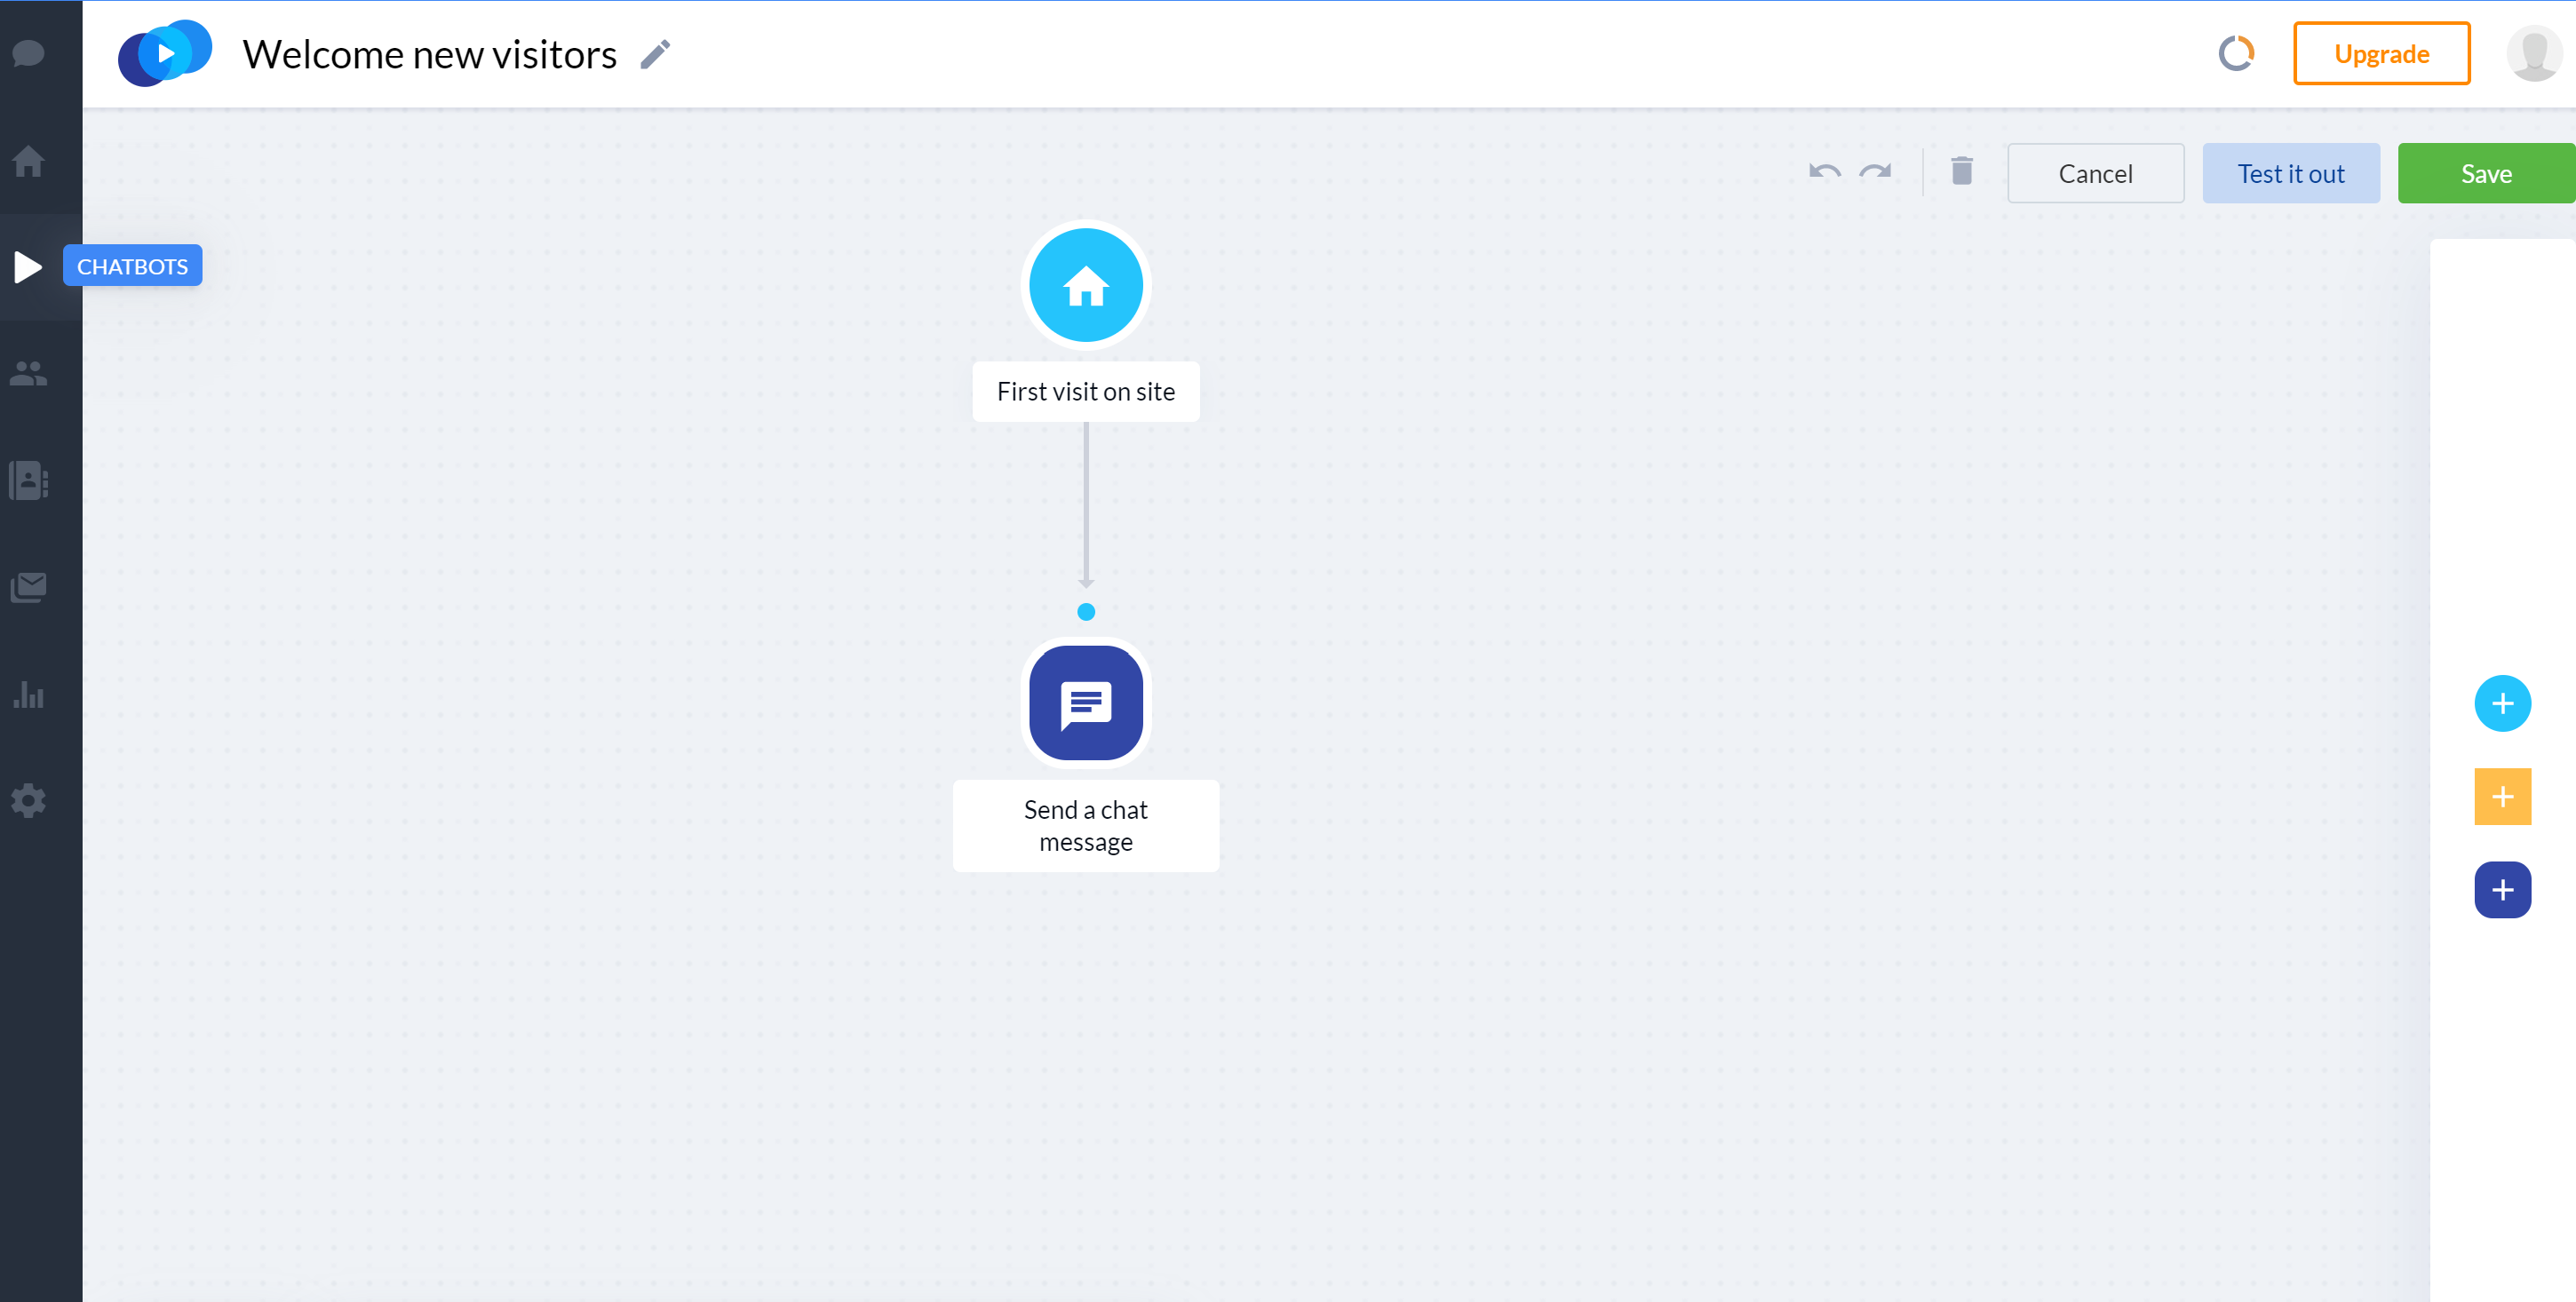 Welcome new visitors
Upgrade
Cancel
Test it out
Save
CHATBOTS
First visit on site
Send a chat
message